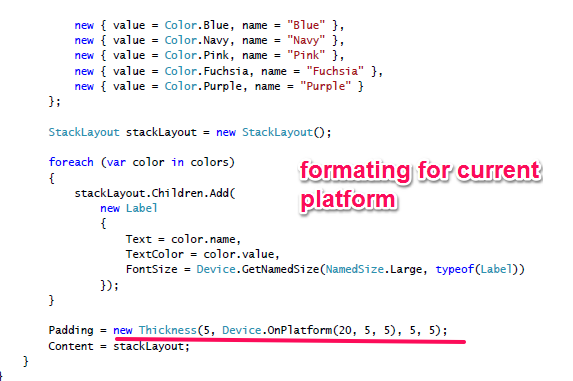 new { value = Color.Blue, name = "Blue" },
new { value = Color.Navy, name = "Navy" },
new { value = Color.Pink, name = "Pink" },
new { value = Color.Fuchsia, name = "Fuchsia" },
new { value = Color.Purple, name = "Purple" }
};
StackLayout stackLayout = new StackLayout();
foreach (var color in colors)
{
stackLayout.Children.Add(
new Label
{
Text = color.name,
TextColor = color.value,
FontSize = Device.GetNamedSize(NamedSize.Large, typeof(Label))
});
}
formating for current
platform
Padding = new Thickness(5, Device.OnPlatform(20, 5, 5), 5, 5);
Content = stackLayout;
}
}